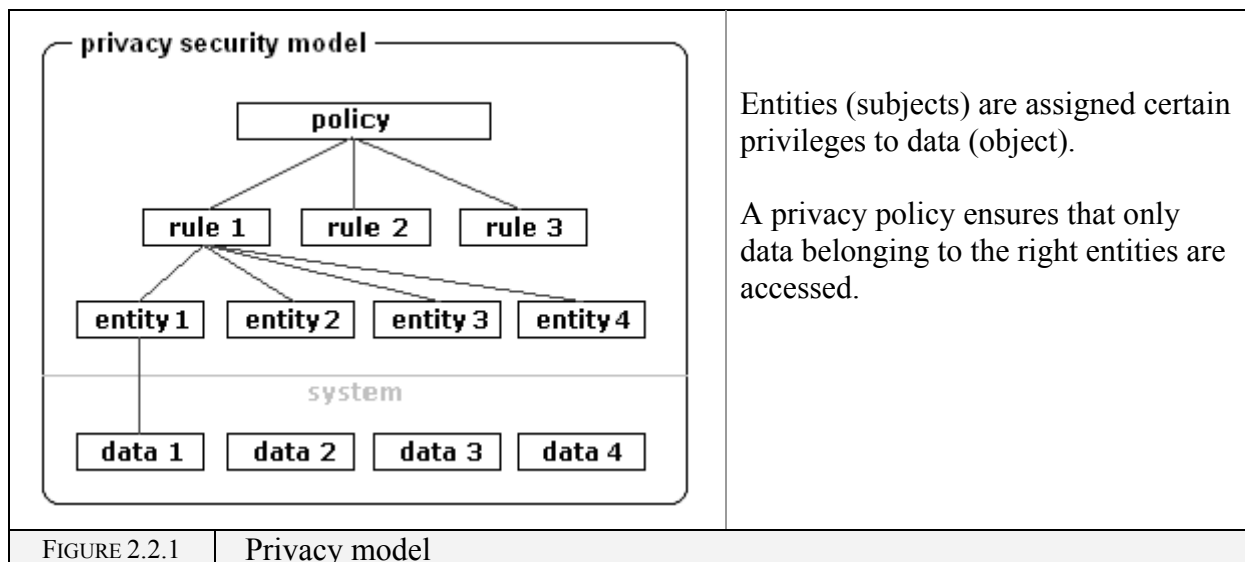 privacy security model
policy
rule 1 rule 2 rule 3
entity 1 entity 2 entity 3 entity 4
system
data 1 data 2 data 3 data 4
Entities (subjects) are assigned certain
privileges to data (object).
A privacy policy ensures that only
data belonging to the right entities are
accessed.
FIGURE 2.2.1 Privacy model